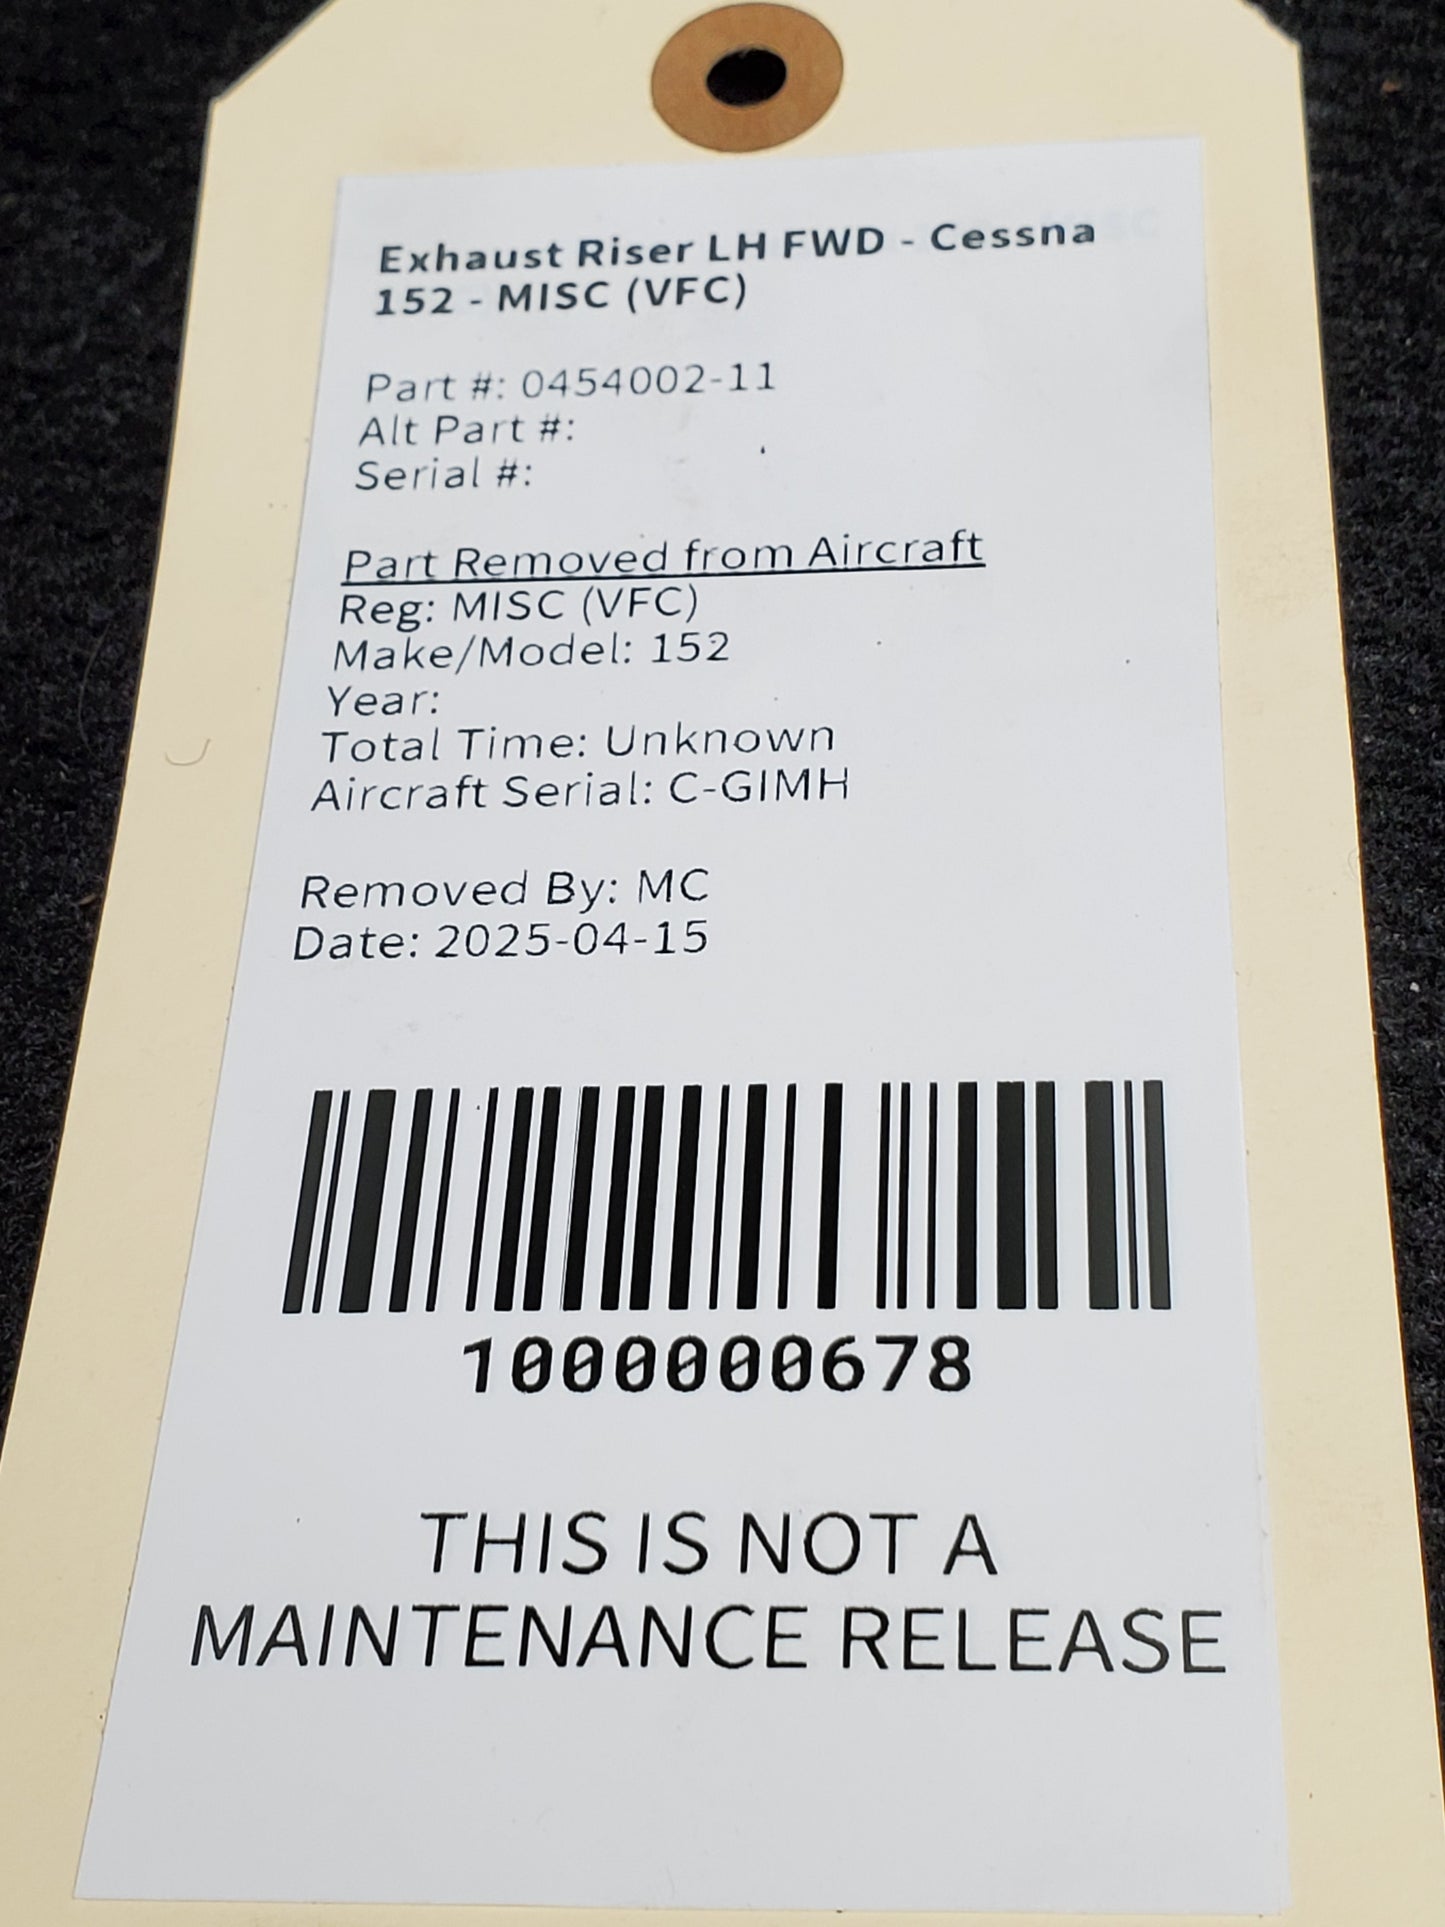 Exhaust Riser LH FWD - Cessna
152 - MISC (VFC)
Part #: 0454002-11
Alt Part #:
Serial #:
Part Removed from Aircraft
Reg: MISC (VFC)
Make/Model: 152
Year:
Total Time: Unknown
Aircraft Serial: C-GIMH
Removed By: MC
Date: 2025-04-15
1000000678
THIS IS NOT A
MAINTENANCE RELEASE